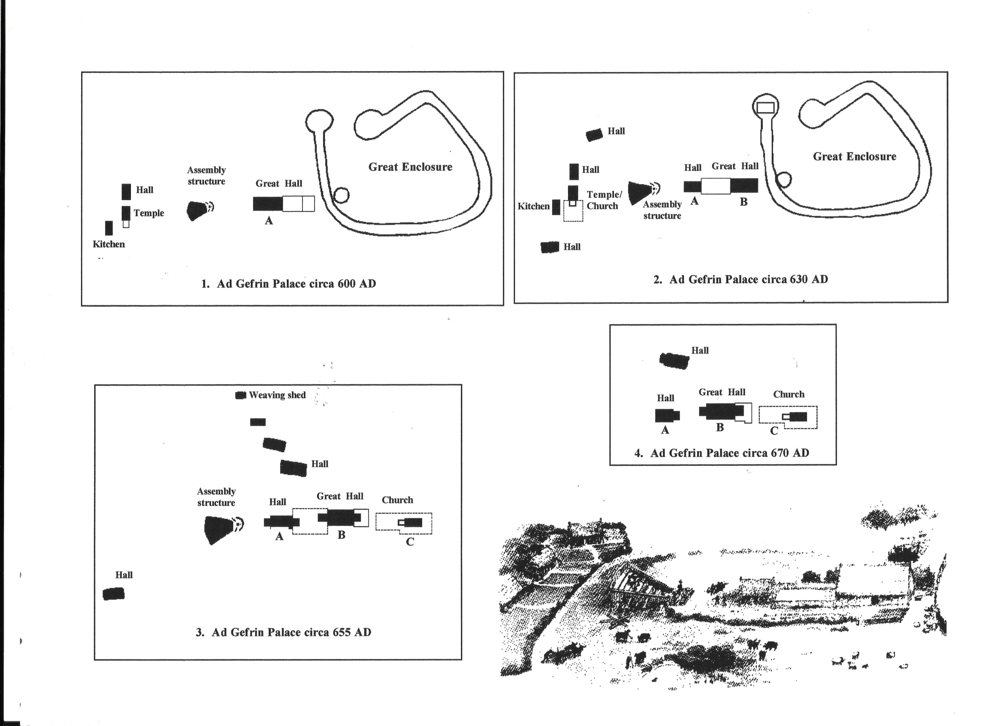 Assembly
structure
Great Hall
Great Enclosure
Hall
Temple
A
Kitchen
1. Ad Gefrin Palace circa 600 AD
Hall
Great Enclosure
Hall
Hall
Great Hall
Temple/
Church
Kitchen
Assembly
structure
A
B
Hall
2. Ad Gefrin Palace circa 630 AD
Weaving shed
Hall
Assembly
structure
Hall
Great Hall
Church
A
B
C
Hall
3. Ad Gefrin Palace circa 655 AD
Hall
Hall
Great Hall
Church
A
B
C
4. Ad Gefrin Palace circa 670 AD